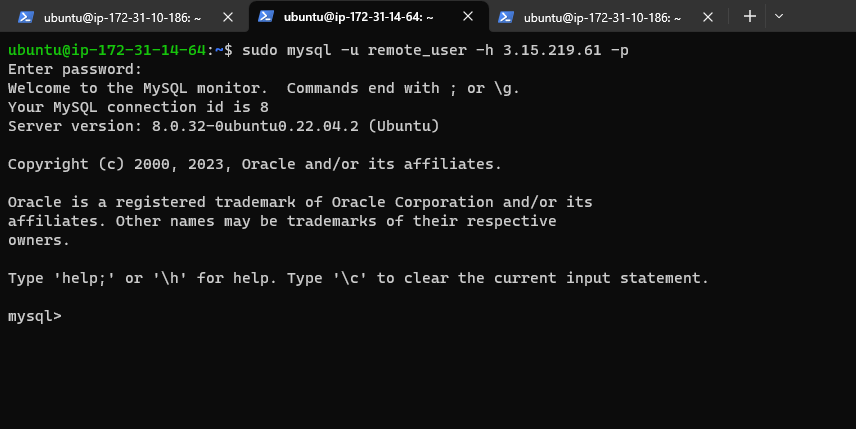 ubuntu@ip-172-31-10-186: ~
ubuntu@ip-172-31-14-64: ~
ubuntu@ip-172-31-10-186: ~
ubuntu@ip-172-31-14-64:~$ sudo mysql -u remote_user -h 3.15.219.61 -p
Enter password:
Welcome to the MySQL monitor.  Commands end with ; or \g.
Your MySQL connection id is 8
Server version: 8.0.32-0ubuntu0.22.04.2 (Ubuntu)
Copyright (c) 2000, 2023, Oracle and/or its affiliates.
Oracle is a registered trademark of Oracle Corporation and/or its
affiliates. Other names may be trademarks of their respective
owners.
Type 'help;' or '\h' for help. Type '\c' to clear the current input statement.
mysql>